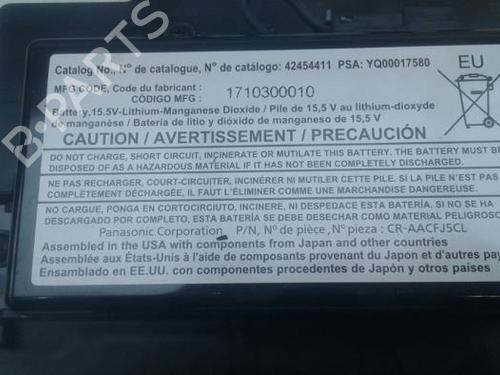 B-PARTS
Catalog No., Nº de catalogue, Nº de catálogo: 42454411 PSA: YQ00017580
EU
MFG CODE, Code du fabricant :
CÓDIGO MFG : 1710300010
Battery,15.5V-Lithium-Manganese Dioxide / Pile de 15,5 V au lithium-dioxyde
de manganèse / Batería de litio y dióxido de manganeso de 15,5 V
CAUTION / AVERTISSEMENT / PRECAUCIÓN
DO NOT CHARGE, SHORT CIRCUIT, INCINERATE OR MUTILATE THIS BATTERY. THE BATTERY MUST BE
DISPOSED OF AS A HAZARDOUS MATERIAL WHEN IT HAS BEEN COMPLETELY DISCHARGED.
NE PAS RECHARGER, COURT-CIRCUITER, INCINÉRER NI MUTILER CETTE PILE. SI LA PILE EST
COMPLÈTEMENT DÉCHARGÉE, IL FAUT L'ÉLIMINER COMME UNE MARCHANDISE DANGEREUSE.
NO CARGUE, PONGA EN CORTOCIRCUITO, INCINERE, NI DESPEDACE ESTA BATERÍA. SI NO SE HA
DESCARGADO POR COMPLETO, ESTA BATERÍA SE DEBE DESECHAR COMO MATERIAL PELIGROSO
Panasonic Corporation P/N, Nº de pièce, Nº pieza : CR-AACFJ5CL
Assembled in the USA with components from Japan and other countries
Assemblée aux États-Unis à l'aide de composants provenant du Japon et d'autres pays
Ensamblado en EE.UU. con componentes procedentes de Japón y otros países